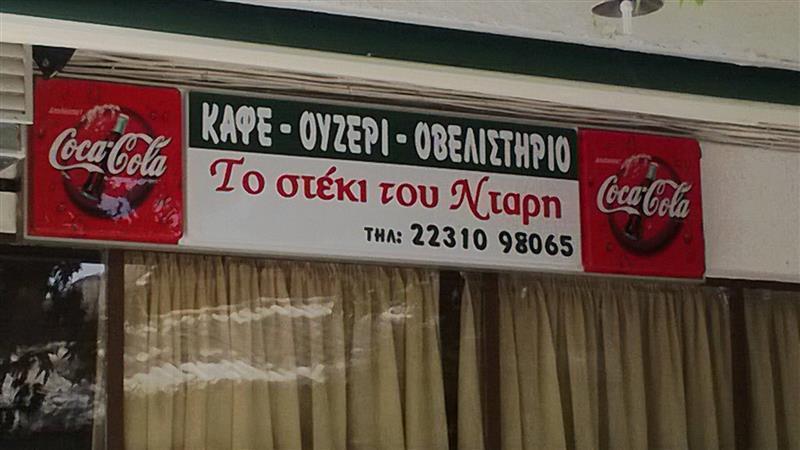 ΚΑΦΕ - ΟΥΖΕΡΙ - ΟΒΕΛΙΣΤΗΡΙΟ
Το στέκι του Νταρη
ΤΗΛ: 22310 98065
Coca-Cola
Coca-Cola